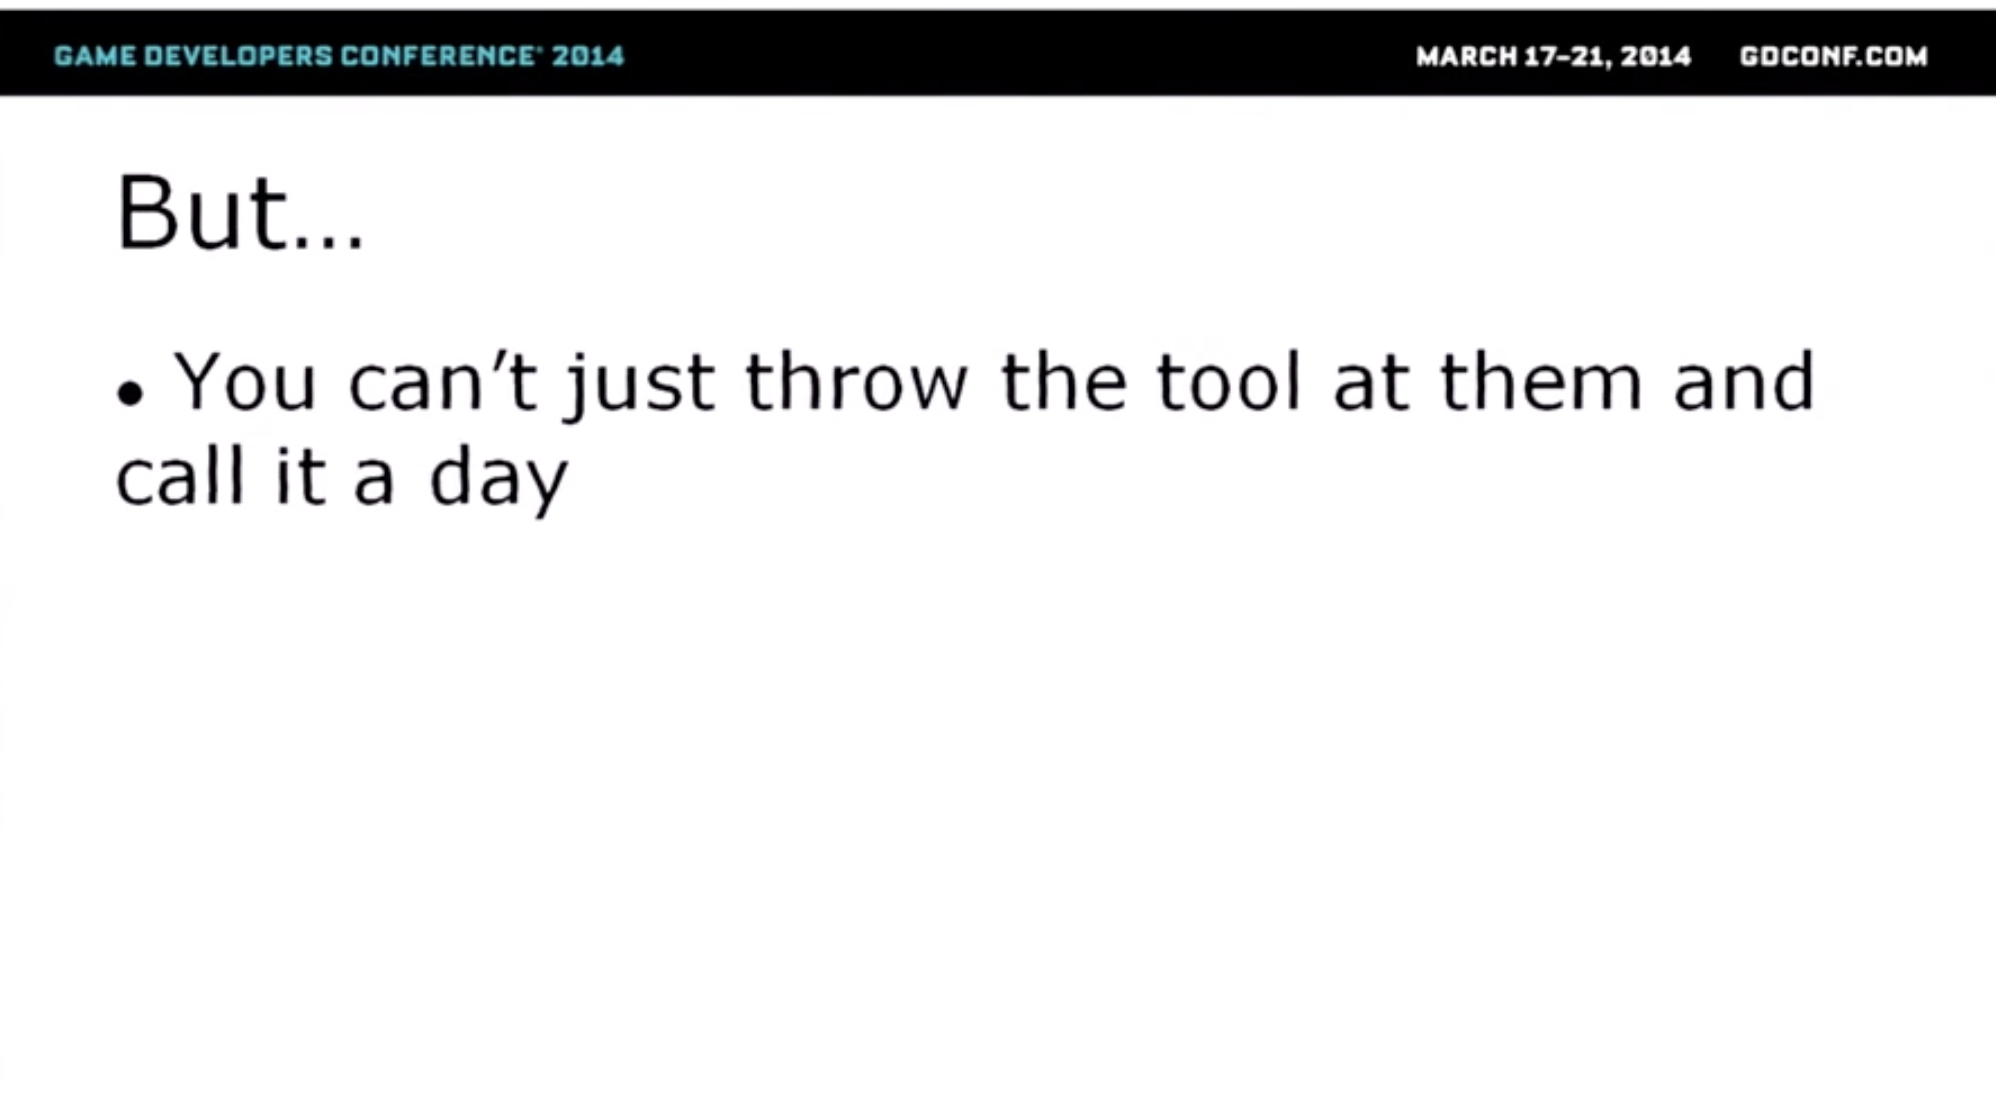 GAME DEVELOPERS CONFERENCE® 2014
MARCH 17–21, 2014 GDCONF.COM
But...
• You can’t just throw the tool at them and
call it a day